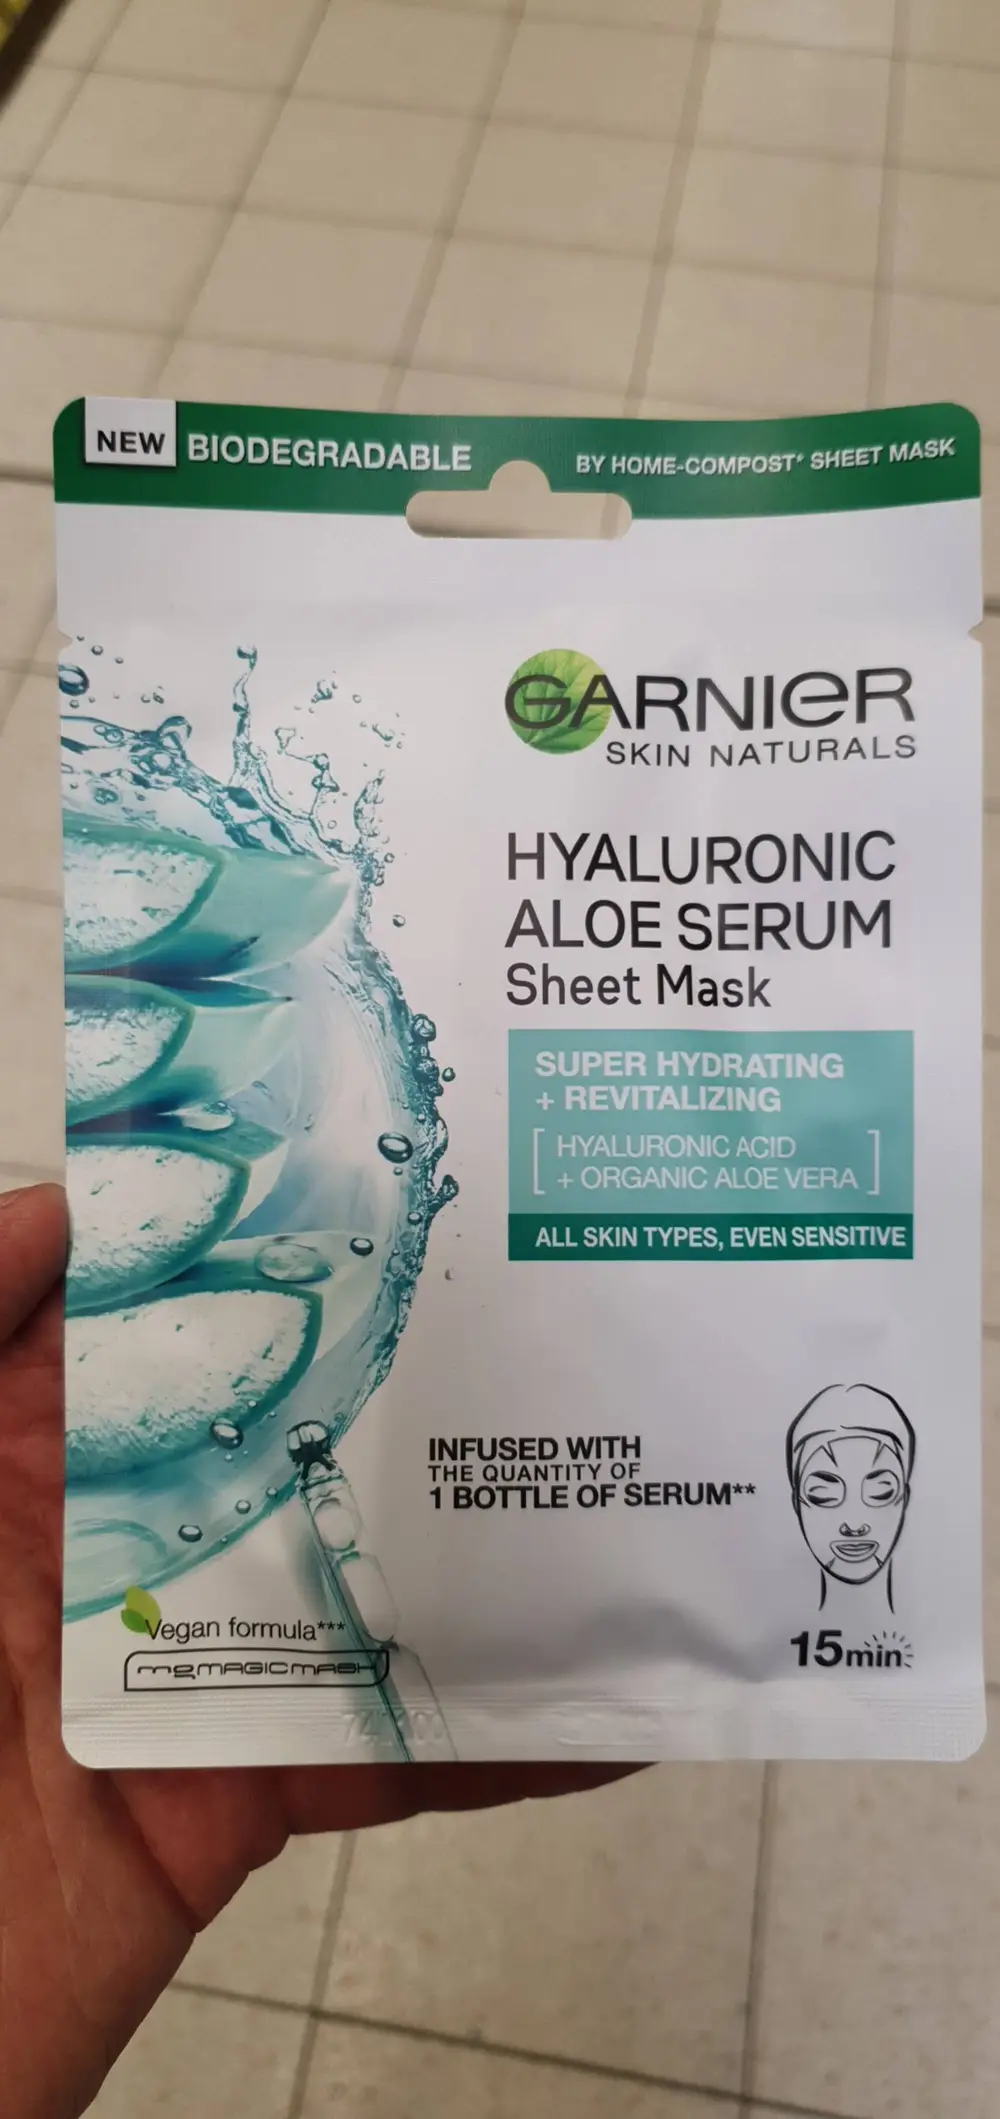 NEW BIODEGRADABLE
BY HOME-COMPOST* SHEET MASK
GARNIER
SKIN NATURALS
HYALURONIC
ALOE SERUM
Sheet Mask
SUPER HYDRATING
+ REVITALIZING
[ HYALURONIC ACID
+ ORGANIC ALOE VERA ]
ALL SKIN TYPES, EVEN SENSITIVE
INFUSED WITH
THE QUANTITY OF
1 BOTTLE OF SERUM**
15min
Vegan formula***
MAGIC MASK